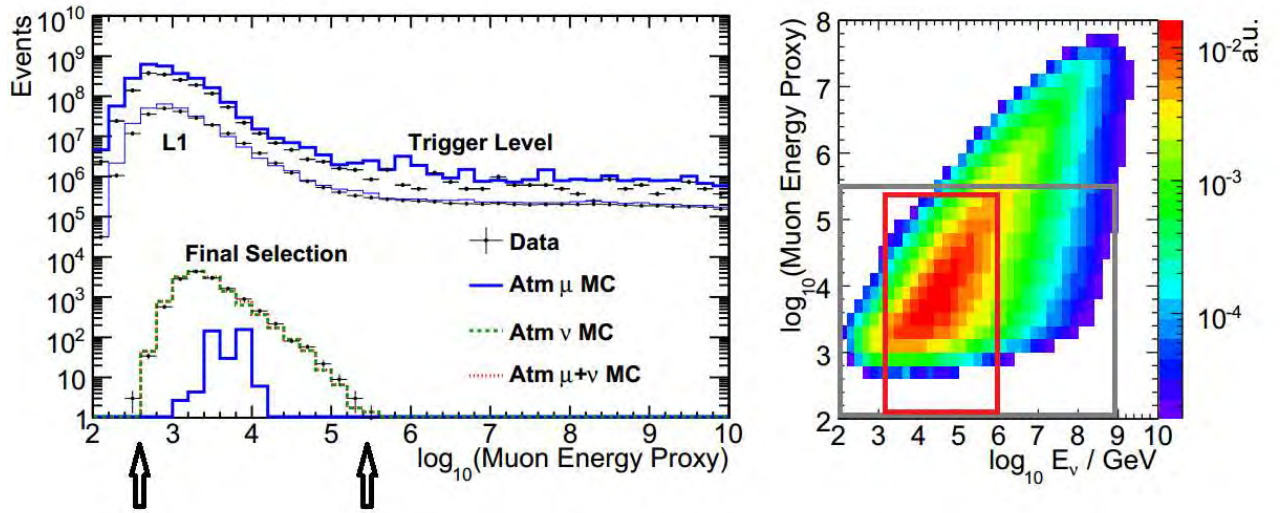 Events
10^10
10^9
10^8
10^7
10^6
10^5
10^4
10^3
10^2
10
1
L1
Trigger Level
Final Selection
Data
Atm μ MC
Atm ν MC
Atm μ+ν MC
2 3 4 5 6 7 8 9 10
log10(Muon Energy Proxy)
log10(Muon Energy Proxy)
8
7
6
5
4
3
2
2 3 4 5 6 7 8 9 10
log10 Eν / GeV
10^-2
10^-3
10^-4
a.u.